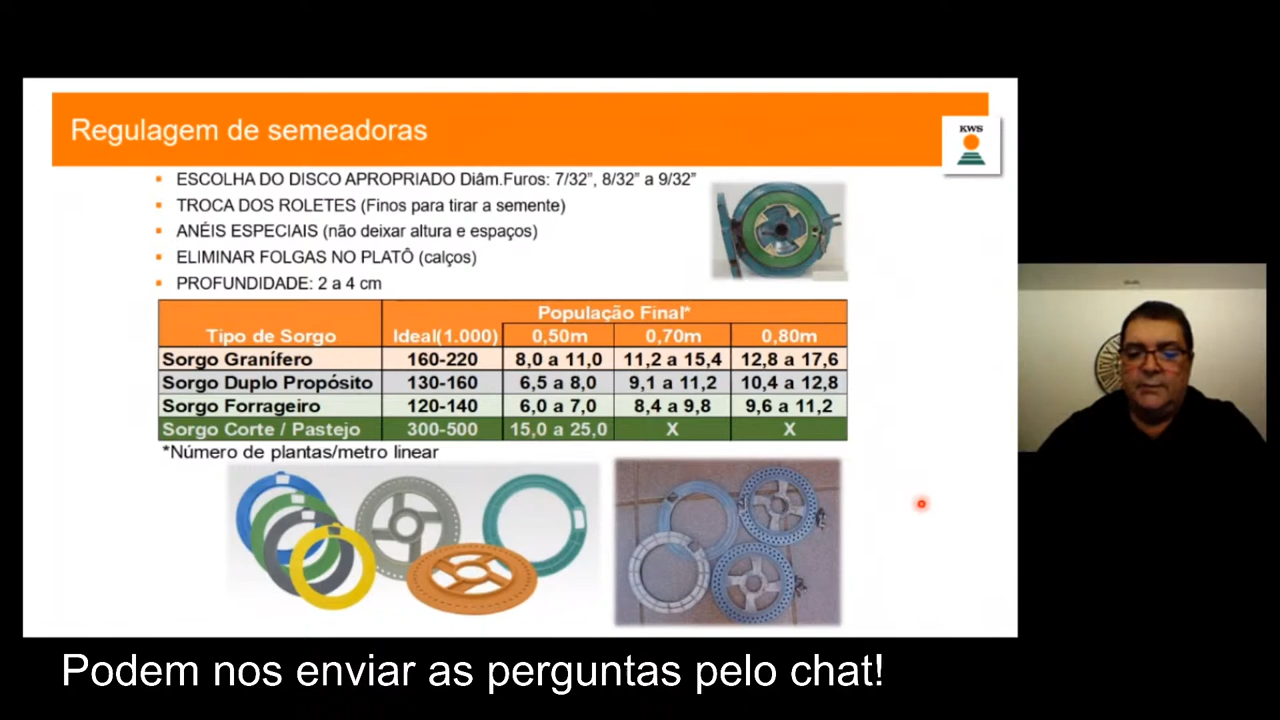 Regulagem de semeadoras
KWS
ESCOLHA DO DISCO APROPRIADO Diâm.Furos: 7/32”, 8/32” a 9/32”
TROCA DOS ROLETES (Finos para tirar a semente)
ANÉIS ESPECIAIS (não deixar altura e espaços)
ELIMINAR FOLGAS NO PLATÔ (calços)
PROFUNDIDADE: 2 a 4 cm
População Final*
Tipo de Sorgo Ideal(1.000) 0,50m 0,70m 0,80m
Sorgo Granífero 160-220 8,0 a 11,0 11,2 a 15,4 12,8 a 17,6
Sorgo Duplo Propósito 130-160 6,5 a 8,0 9,1 a 11,2 10,4 a 12,8
Sorgo Forrageiro 120-140 6,0 a 7,0 8,4 a 9,8 9,6 a 11,2
Sorgo Corte / Pastejo 300-500 15,0 a 25,0 X X
*Número de plantas/metro linear
Podem nos enviar as perguntas pelo chat!